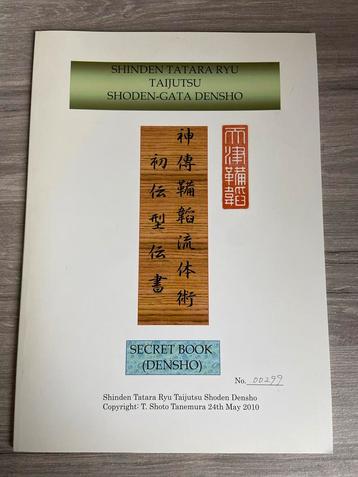 SHINDEN TATARA RYU
TAIJUTSU
SHODEN-GATA DENSHO
神傳鞴韜流体術
初伝型伝書
SECRET BOOK
(DENSHO)
No. 00299
Shinden Tatara Ryu Taijutsu Shoden Densho
Copyright: T. Shoto Tanemura 24th May 2010